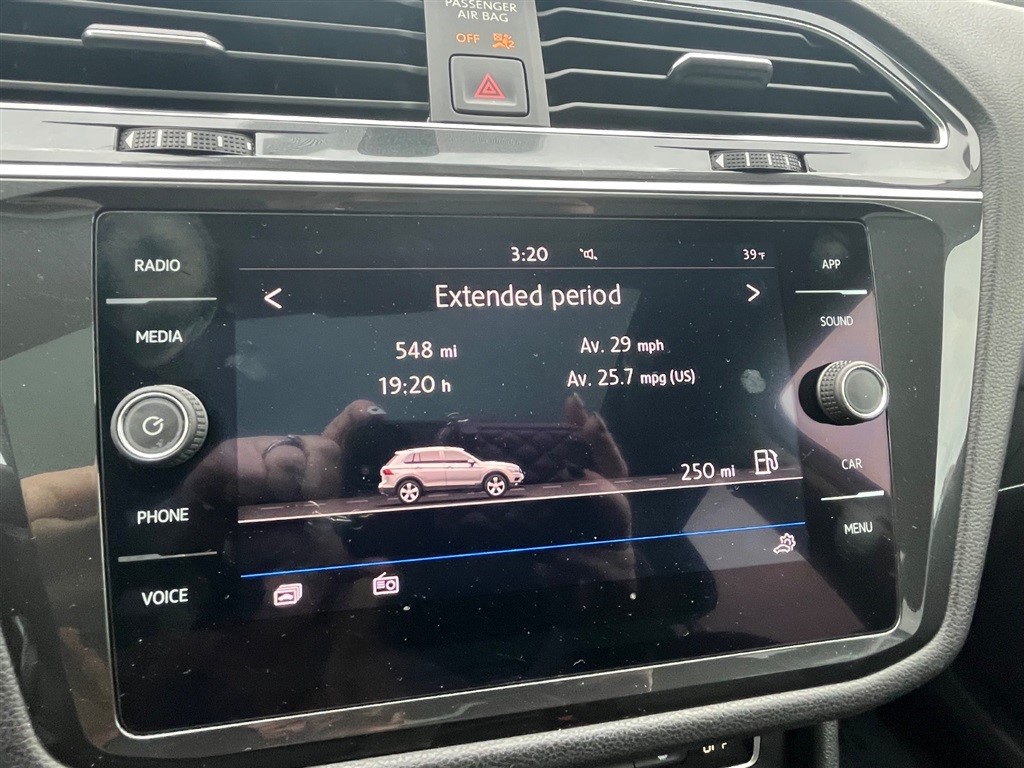 PASSENGER
AIR BAG
OFF
3:20
39°F
RADIO
MEDIA
PHONE
VOICE
< Extended period >
548 mi
Av. 29 mph
19:20 h
Av. 25.7 mpg (US)
250 mi
APP
SOUND
CAR
MENU
OFF